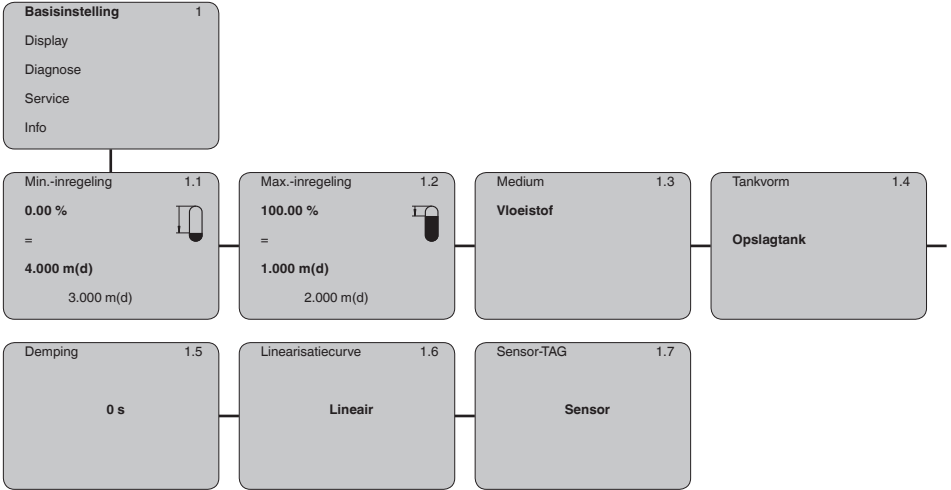 Basisinstelling 1
Display
Diagnose
Service
Info
Min.-inregeling 1.1
0.00 %
=
4.000 m(d)
3.000 m(d)
Max.-inregeling 1.2
100.00 %
=
1.000 m(d)
2.000 m(d)
Medium 1.3
Vloeistof
Tankvorm 1.4
Opslagtank
Demping 1.5
0 s
Linearisatiecurve 1.6
Lineair
Sensor-TAG 1.7
Sensor